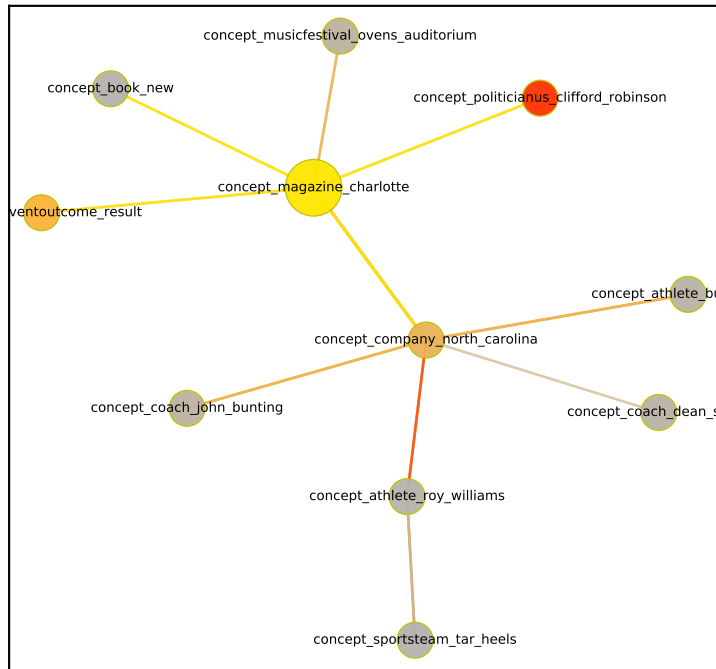 concept_musicfestival_ovens_auditorium
concept_book_new
concept_politicianus_clifford_robinson
concept_magazine_charlotte
ventoutcome_result
concept_athlete_bu
concept_company_north_carolina
concept_coach_john_bunting
concept_coach_dean_s
concept_athlete_roy_williams
concept_sportsteam_tar_heels